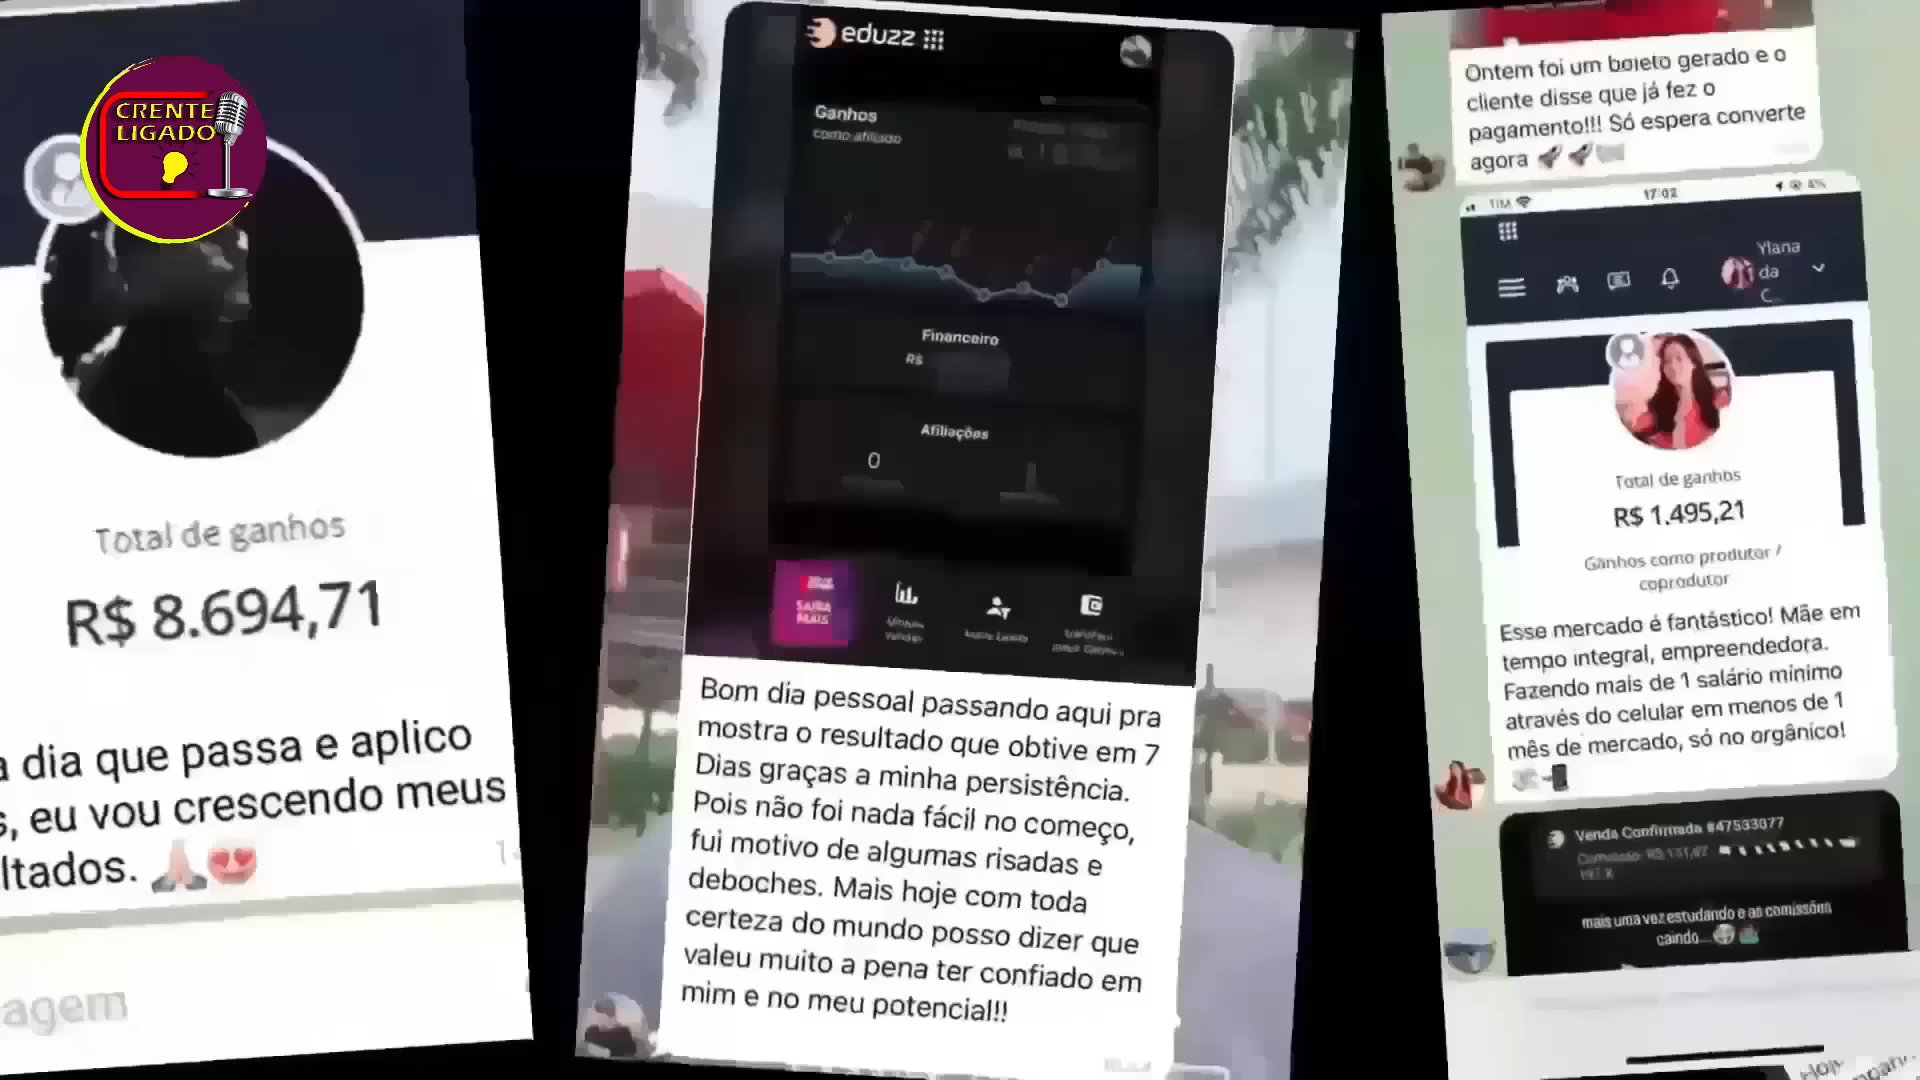 CRENTE
LIGADO
Total de ganhos
R$ 8.694,71
a dia que passa e aplico
s, eu vou crescendo meus
ltados. 🙏😍
agem
eduzz
Ganhos
como afiliado
Financeiro
R$
Afiliações
0
SAIBA
MAIS
Bom dia pessoal passando aqui pra
mostra o resultado que obtive em 7
Dias graças a minha persistência.
Pois não foi nada fácil no começo,
fui motivo de algumas risadas e
deboches. Mais hoje com toda
certeza do mundo posso dizer que
valeu muito a pena ter confiado em
mim e no meu potencial!!
Ontem foi um boleto gerado e o
cliente disse que já fez o
pagamento!!! Só espera converte
agora 🚀🚀
TIM 17:02 4%
Ylana
da
C...
Total de ganhos
R$ 1.495,21
Ganhos como produtor /
coprodutor
Esse mercado é fantástico! Mãe em
tempo integral, empreendedora.
Fazendo mais de 1 salário mínimo
através do celular em menos de 1
mês de mercado, só no orgânico!
Venda Confirmada #47533077
mais uma vez estudando e as comissões
caindo...